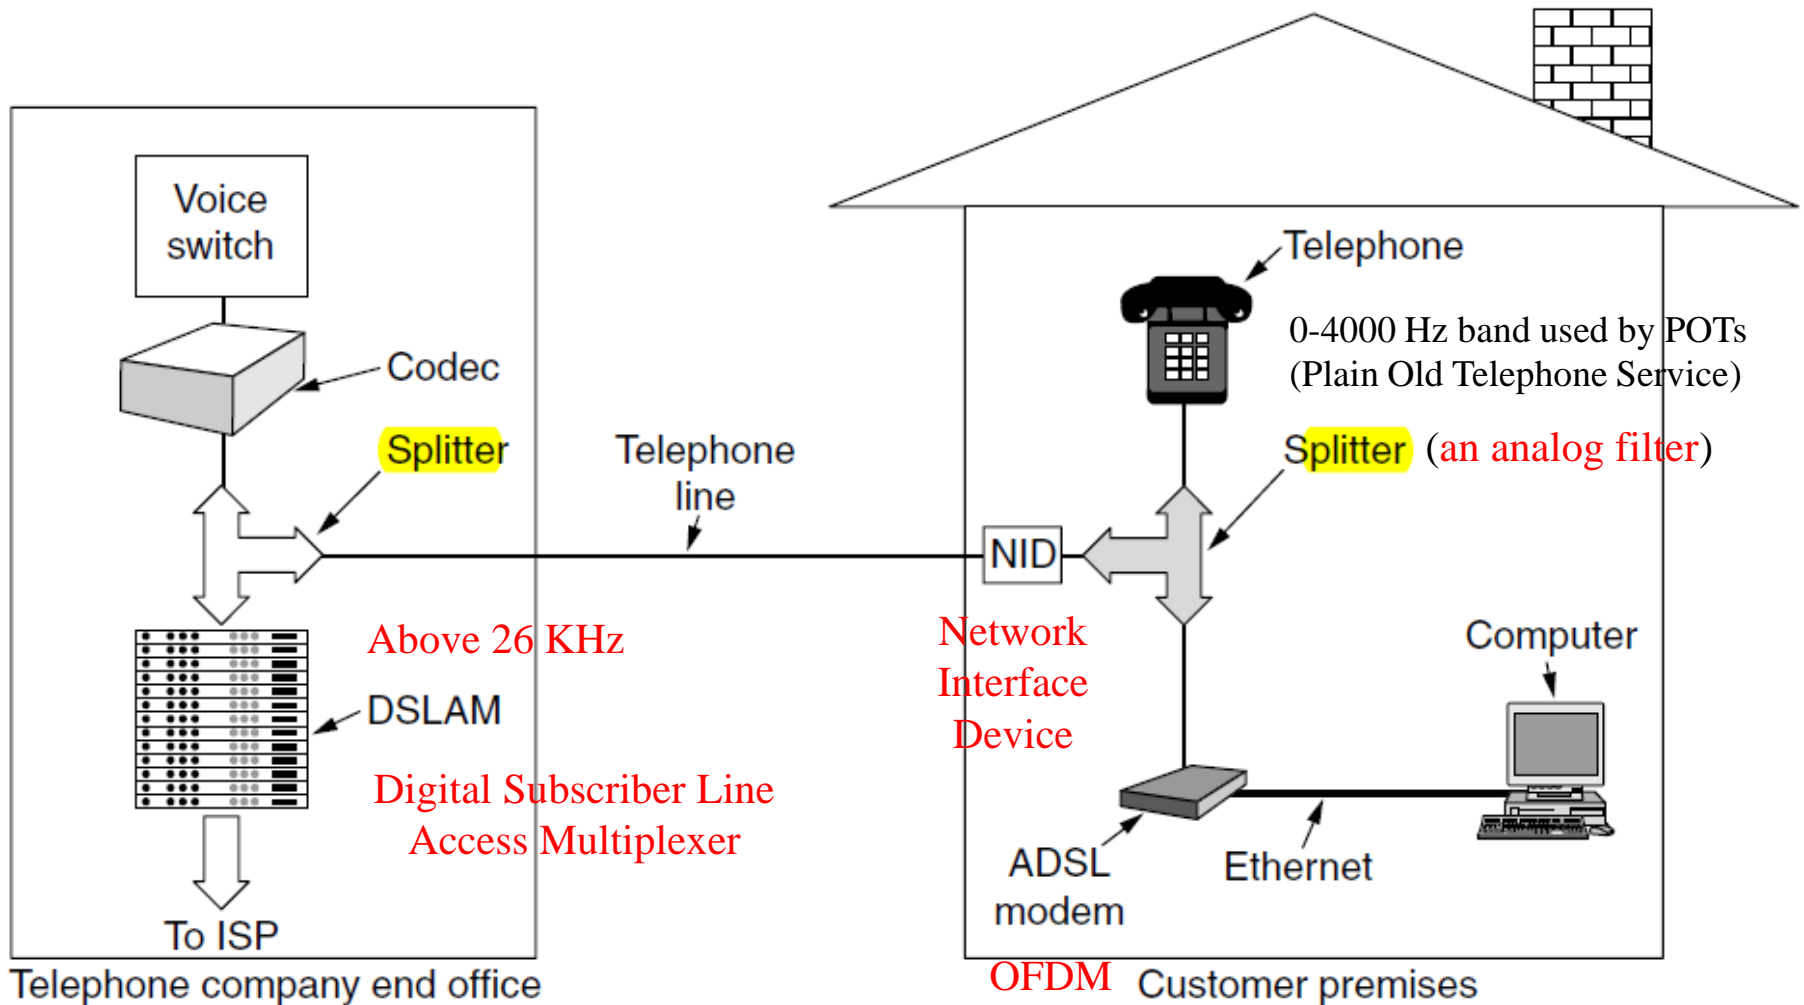 Voice
switch
Codec
Splitter
Telephone
line
Above 26 KHz
DSLAM
Digital Subscriber Line
Access Multiplexer
To ISP
Telephone company end office
Telephone
0-4000 Hz band used by POTs
(Plain Old Telephone Service)
Splitter (an analog filter)
NID
Network
Interface
Device
Computer
ADSL
modem
Ethernet
OFDM
Customer premises